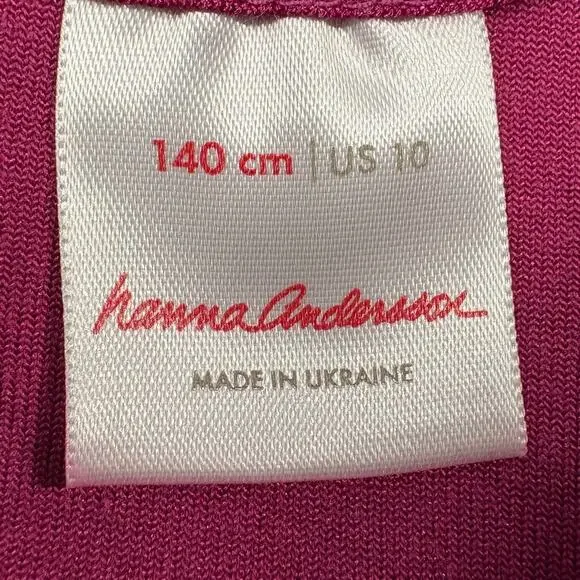 140 cm | US 10
hanna Andersson
MADE IN UKRAINE